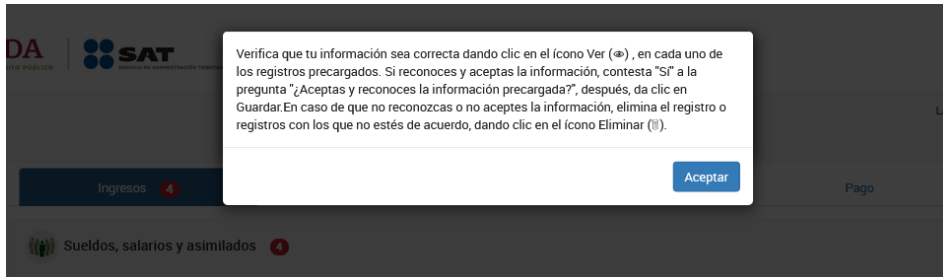 DA
SAT
Verifica que tu información sea correcta dando clic en el ícono Ver (👁) , en cada uno de
los registros precargados. Si reconoces y aceptas la información, contesta "Sí" a la
pregunta "¿Aceptas y reconoces la información precargada?", después, da clic en
Guardar.En caso de que no reconozcas o no aceptes la información, elimina el registro o
registros con los que no estés de acuerdo, dando clic en el ícono Eliminar (🗑).
Aceptar
Ingresos 4
Pago
Sueldos, salarios y asimilados 4